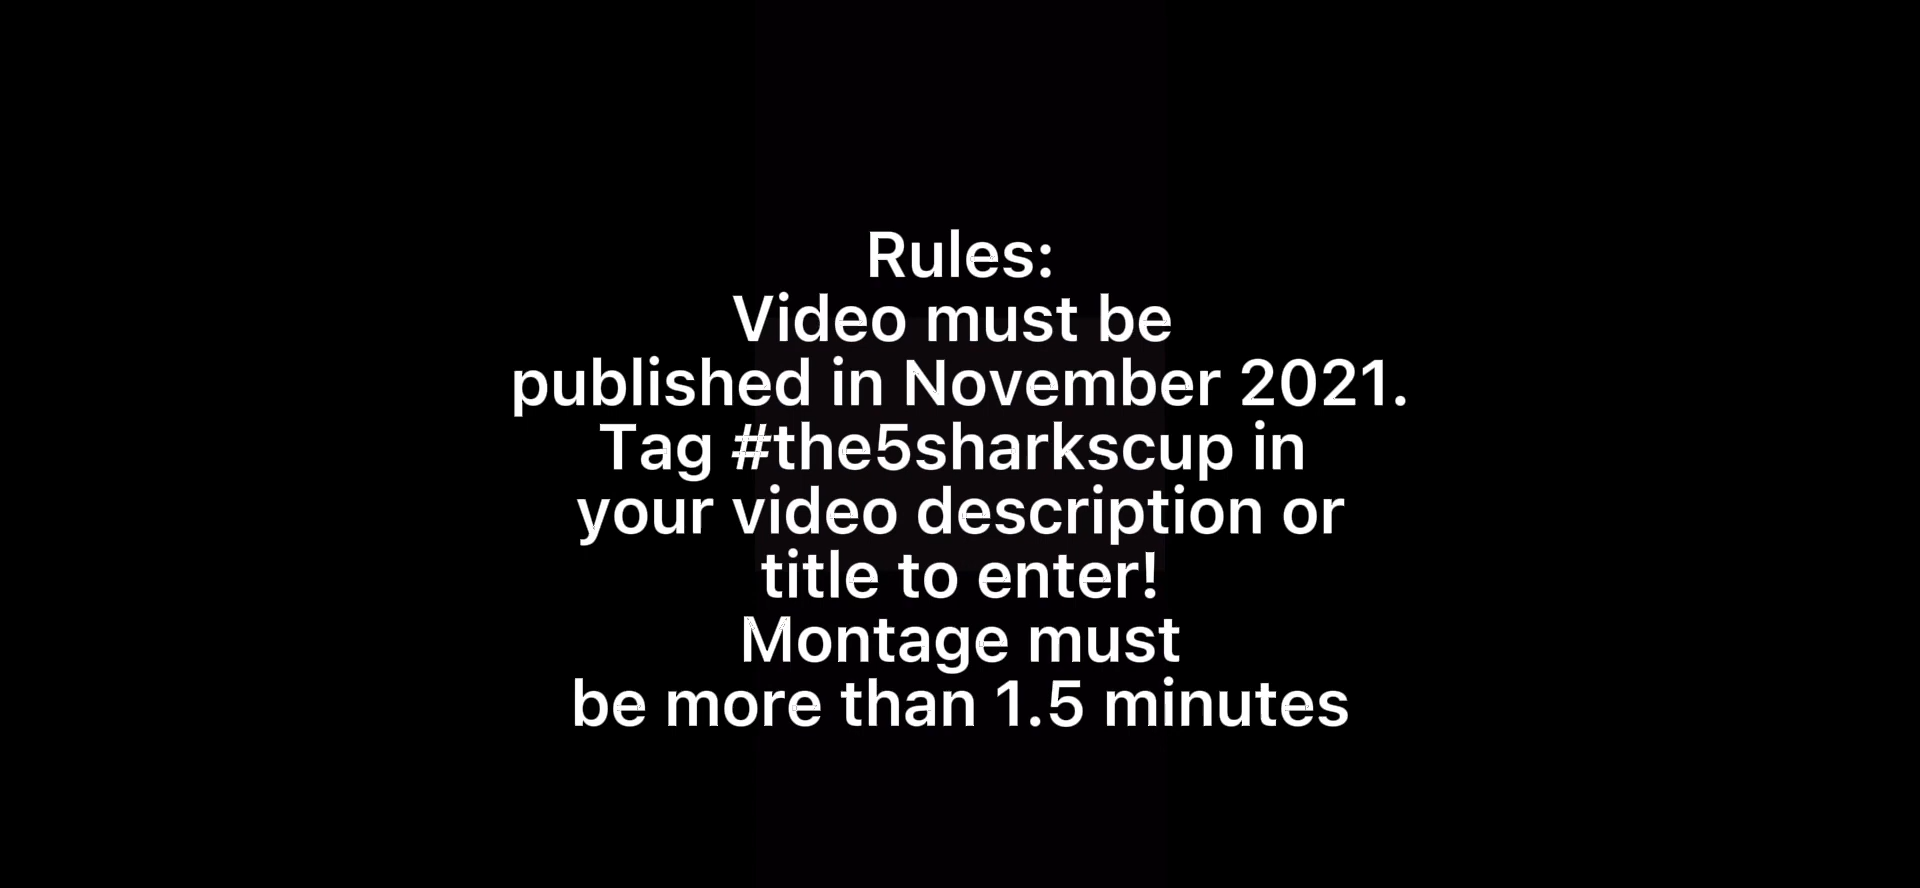 Rules:
Video must be
published in November 2021.
Tag #the5sharkscup in
your video description or
title to enter!
Montage must
be more than 1.5 minutes